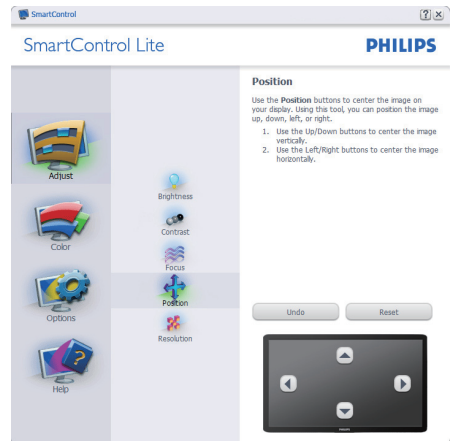 SmartControl
SmartControl Lite
PHILIPS
Adjust
Color
Options
Help
Brightness
Contrast
Focus
Position
Resolution
Position
Use the Position buttons to center the image on
your display. Using this tool, you can position the image
up, down, left, or right.
1. Use the Up/Down buttons to center the image
vertically.
2. Use the Left/Right buttons to center the image
horizontally.
Undo
Reset
PHILIPS